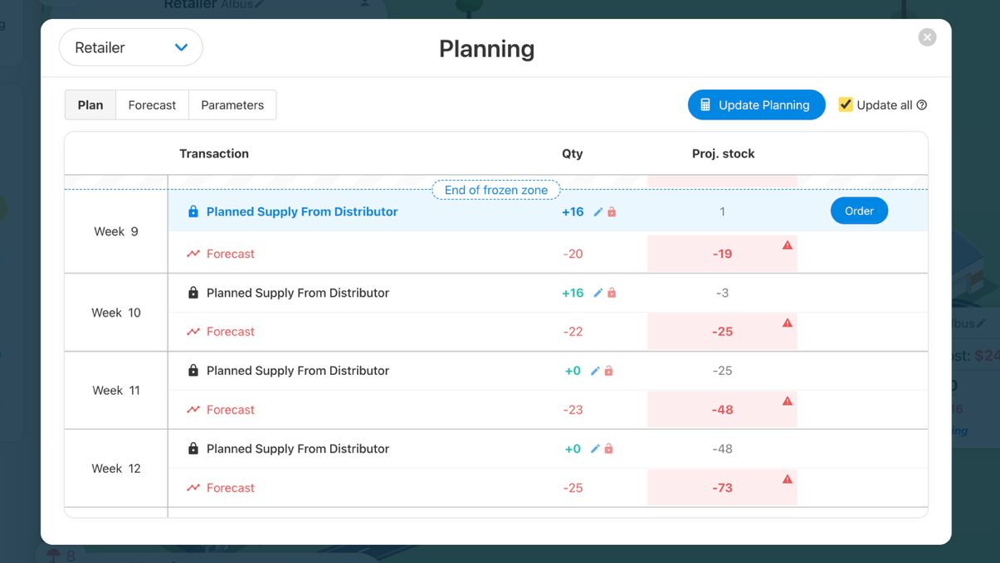 Retailer Albus
Retailer
Planning
Plan
Forecast
Parameters
Update Planning
Update all
Transaction
Qty
Proj. stock
End of frozen zone
Week 9
Planned Supply From Distributor
+16
1
Order
Forecast
-20
-19
Week 10
Planned Supply From Distributor
+16
-3
Forecast
-22
-25
Week 11
Planned Supply From Distributor
+0
-25
Forecast
-23
-48
Week 12
Planned Supply From Distributor
+0
-48
Forecast
-25
-73
8